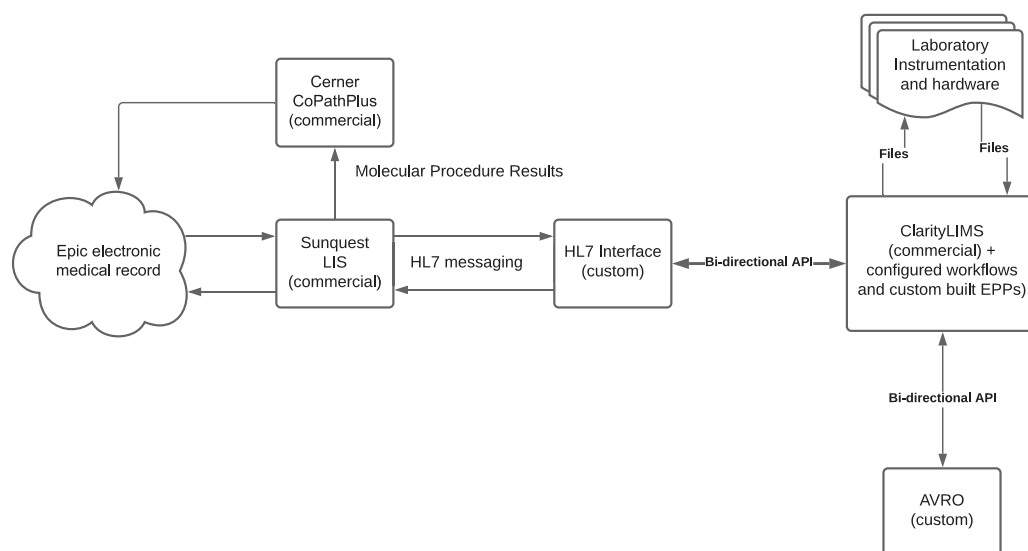 Cerner
CoPathPlus
(commercial)
Laboratory
Instrumentation
and hardware
Files
Files
Molecular Procedure Results
Epic electronic
medical record
Sunquest
LIS
(commercial)
HL7 messaging
HL7 Interface
(custom)
Bi-directional API
ClarityLIMS
(commercial) +
configured workflows
and custom built EPPs)
Bi-directional API
AVRO
(custom)